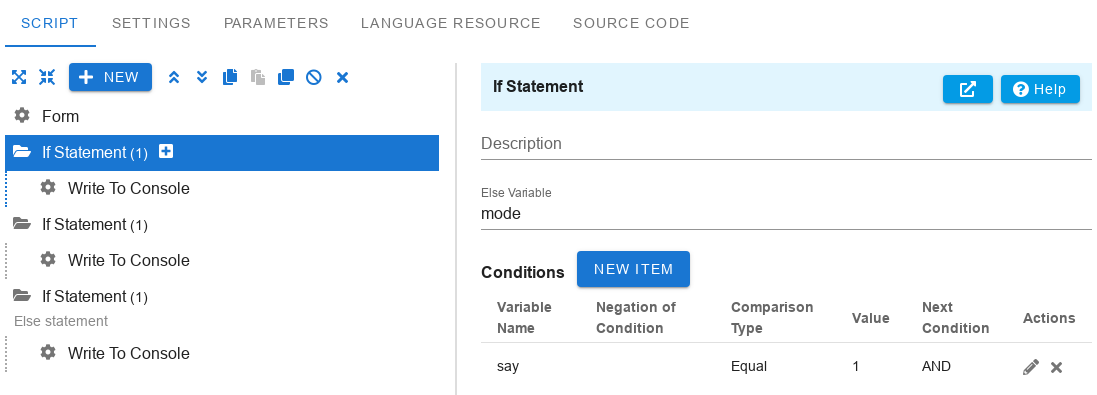 SCRIPT SETTINGS PARAMETERS LANGUAGE RESOURCE SOURCE CODE
NEW
Form
If Statement (1)
Write To Console
If Statement (1)
Write To Console
If Statement (1)
Else statement
Write To Console
If Statement
Help
Description
Else Variable
mode
Conditions NEW ITEM
Variable Name Negation of Condition Comparison Type Value Next Condition Actions
say Equal 1 AND